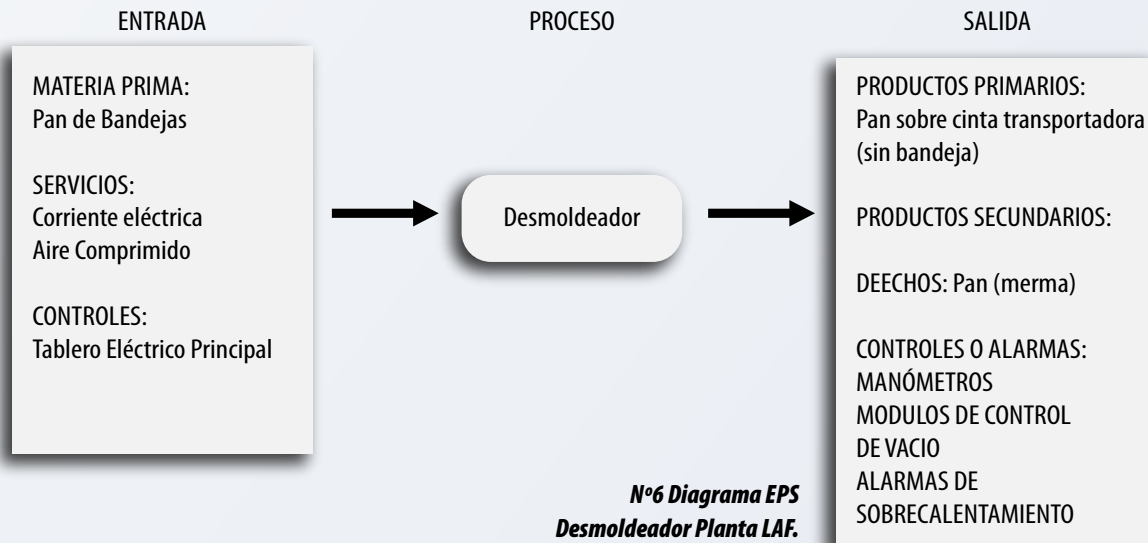 ENTRADA
MATERIA PRIMA:
Pan de Bandejas
SERVICIOS:
Corriente eléctrica
Aire Comprimido
CONTROLES:
Tablero Eléctrico Principal
PROCESO
Desmoldeador
SALIDA
PRODUCTOS PRIMARIOS:
Pan sobre cinta transportadora
(sin bandeja)
PRODUCTOS SECUNDARIOS:
DEECHOS: Pan (merma)
CONTROLES O ALARMAS:
MANÓMETROS
MODULOS DE CONTROL
DE VACIO
ALARMAS DE
SOBRECALENTAMIENTO
Nº6 Diagrama EPS
Desmoldeador Planta LAF.